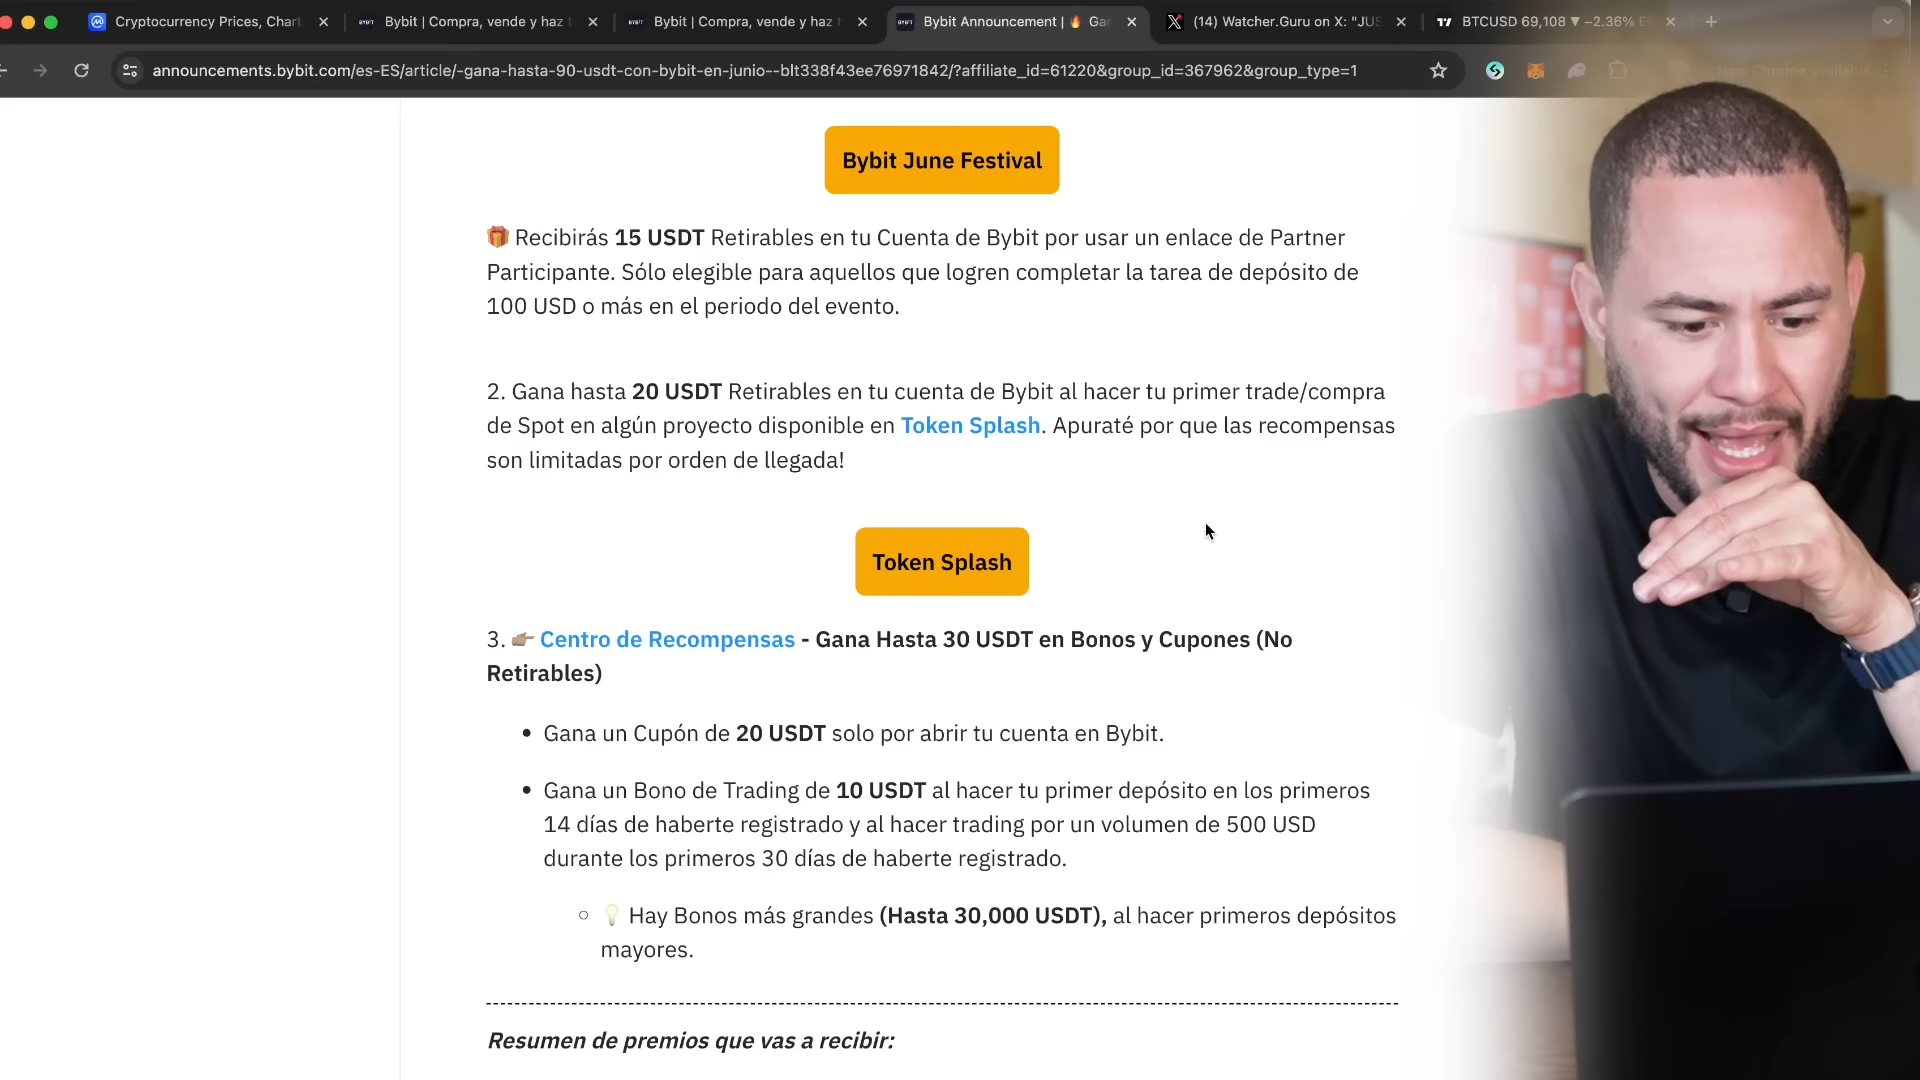 Cryptocurrency Prices, Chart
Bybit | Compra, vende y haz t
Bybit | Compra, vende y haz t
Bybit Announcement | 🔥 Ga
(14) Watcher.Guru on X: "JUS
BTCUSD 69,108 ▼ −2.36%
announcements.bybit.com/es-ES/article/-gana-hasta-90-usdt-con-bybit-en-junio--blt338f43ee76971842/?affiliate_id=61220&group_id=367962&group_type=1
New Chrome available
Bybit June Festival
🎁 Recibirás 15 USDT Retirables en tu Cuenta de Bybit por usar un enlace de Partner
Participante. Sólo elegible para aquellos que logren completar la tarea de depósito de
100 USD o más en el periodo del evento.
2. Gana hasta 20 USDT Retirables en tu cuenta de Bybit al hacer tu primer trade/compra
de Spot en algún proyecto disponible en Token Splash. Apuraté por que las recompensas
son limitadas por orden de llegada!
Token Splash
3. 👉🏽 Centro de Recompensas - Gana Hasta 30 USDT en Bonos y Cupones (No
Retirables)
• Gana un Cupón de 20 USDT solo por abrir tu cuenta en Bybit.
• Gana un Bono de Trading de 10 USDT al hacer tu primer depósito en los primeros
14 días de haberte registrado y al hacer trading por un volumen de 500 USD
durante los primeros 30 días de haberte registrado.
○ 💡 Hay Bonos más grandes (Hasta 30,000 USDT), al hacer primeros depósitos
mayores.
Resumen de premios que vas a recibir: